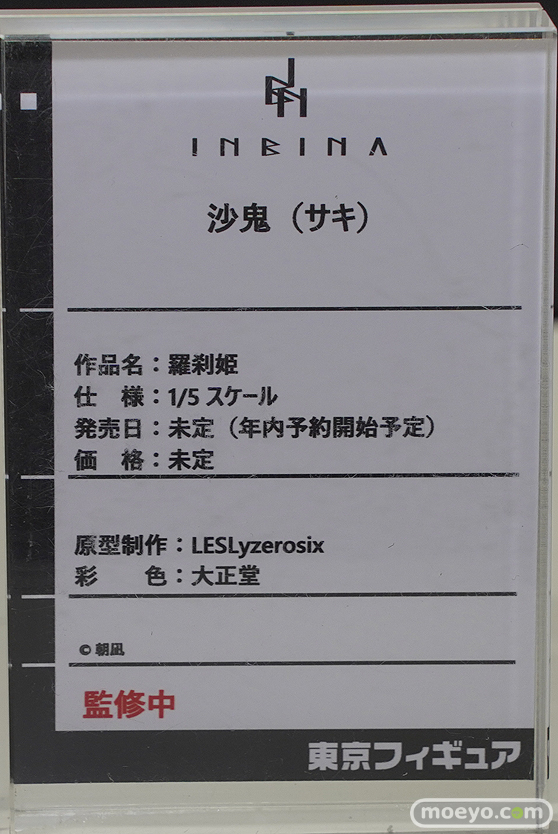 INBINA
沙鬼（サキ）
作品名：羅刹姫
仕　様：1/5 スケール
発売日：未定（年内予約開始予定）
価　格：未定
原型制作：LESLyzerosix
彩　色：大正堂
© 朝凪
監修中
東京フィギュア
moeyo.com